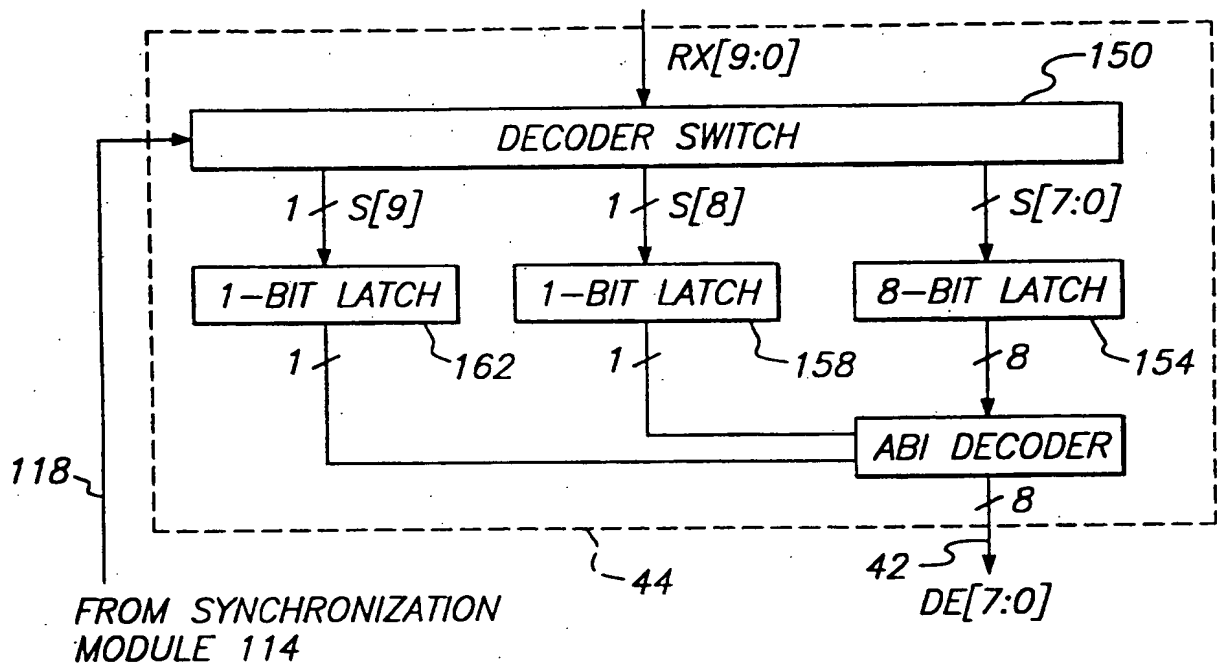 RX[9:0]
150
DECODER SWITCH
1 S[9]
1 S[8]
S[7:0]
1-BIT LATCH
1-BIT LATCH
8-BIT LATCH
1
162
1
158
8
154
ABI DECODER
118
8
44
42
DE[7:0]
FROM SYNCHRONIZATION
MODULE 114